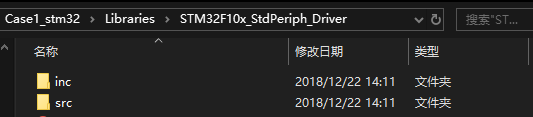 Case1_stm32 › Libraries › STM32F10x_StdPeriph_Driver 搜索"ST...
名称 修改日期 类型
inc 2018/12/22 14:11 文件夹
src 2018/12/22 14:11 文件夹